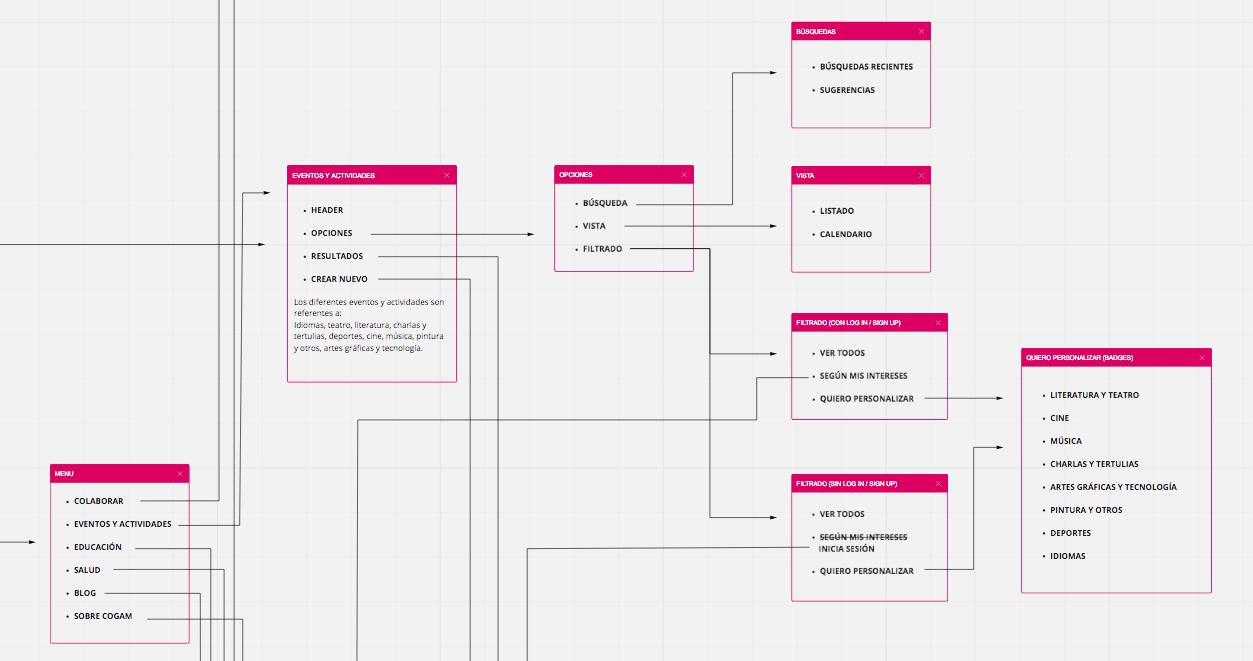 BÚSQUEDAS
• BÚSQUEDAS RECIENTES
• SUGERENCIAS
EVENTOS Y ACTIVIDADES
• HEADER
• OPCIONES
• RESULTADOS
• CREAR NUEVO
Los diferentes eventos y actividades son
referentes a:
Idiomas, teatro, literatura, charlas y
tertulias, deportes, cine, música, pintura
y otros, artes gráficas y tecnología.
OPCIONES
• BÚSQUEDA
• VISTA
• FILTRADO
VISTA
• LISTADO
• CALENDARIO
FILTRADO (CON LOG IN / SIGN UP)
• VER TODOS
• SEGÚN MIS INTERESES
• QUIERO PERSONALIZAR
QUIERO PERSONALIZAR (BADGES)
• LITERATURA Y TEATRO
• CINE
• MÚSICA
• CHARLAS Y TERTULIAS
• ARTES GRÁFICAS Y TECNOLOGÍA
• PINTURA Y OTROS
• DEPORTES
• IDIOMAS
MENU
• COLABORAR
• EVENTOS Y ACTIVIDADES
• EDUCACIÓN
• SALUD
• BLOG
• SOBRE COGAM
FILTRADO (SIN LOG IN / SIGN UP)
• VER TODOS
• SEGÚN MIS INTERESES
INICIA SESIÓN
• QUIERO PERSONALIZAR